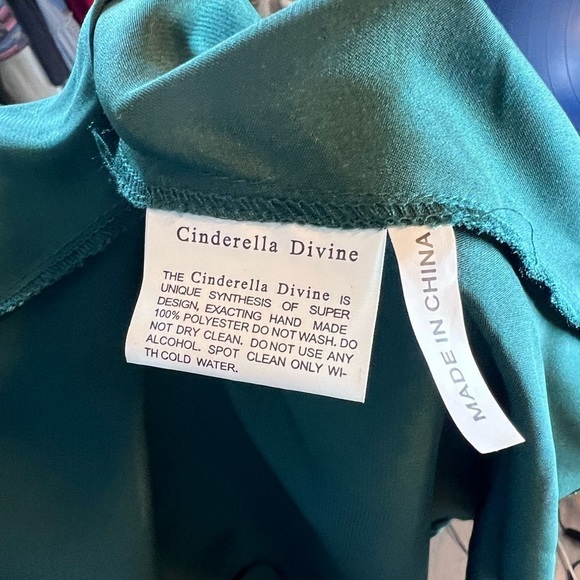 Cinderella Divine
THE Cinderella Divine IS
UNIQUE SYNTHESIS OF SUPER
DESIGN, EXACTING HAND MADE
100% POLYESTER DO NOT WASH. DO
NOT DRY CLEAN. DO NOT USE ANY
ALCOHOL. SPOT CLEAN ONLY WI-
TH COLD WATER.
MADE IN CHINA